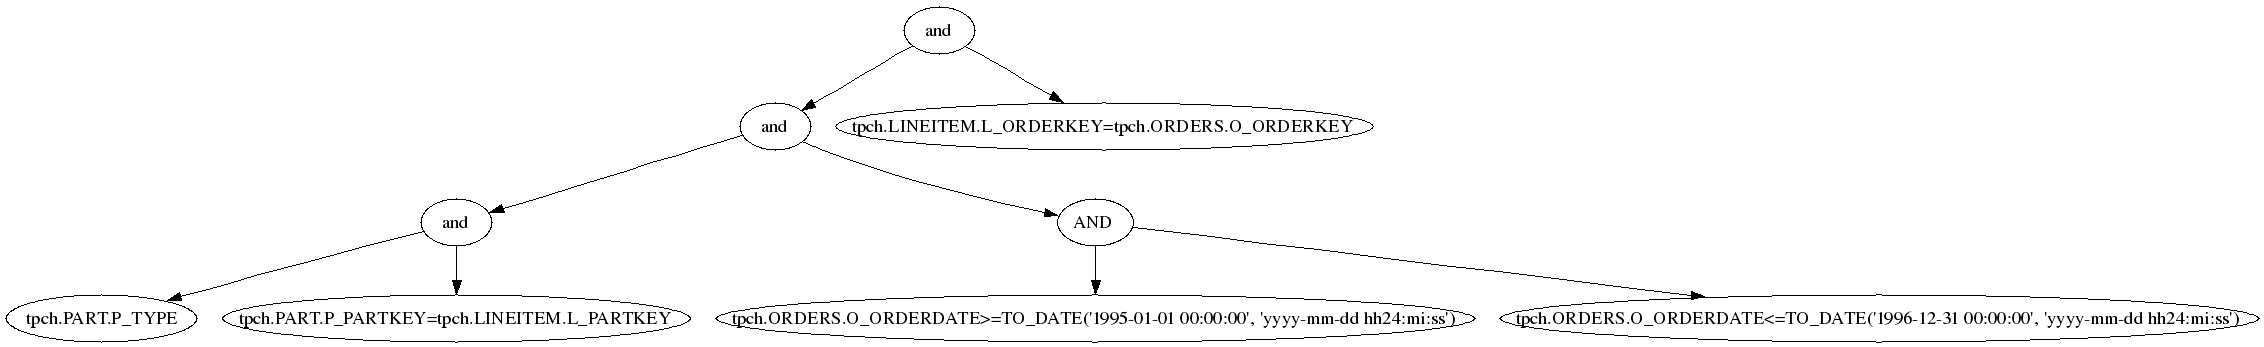 and
and
tpch.LINEITEM.L_ORDERKEY=tpch.ORDERS.O_ORDERKEY
and
AND
tpch.PART.P_TYPE
tpch.PART.P_PARTKEY=tpch.LINEITEM.L_PARTKEY
tpch.ORDERS.O_ORDERDATE>=TO_DATE('1995-01-01 00:00:00', 'yyyy-mm-dd hh24:mi:ss')
tpch.ORDERS.O_ORDERDATE<=TO_DATE('1996-12-31 00:00:00', 'yyyy-mm-dd hh24:mi:ss')